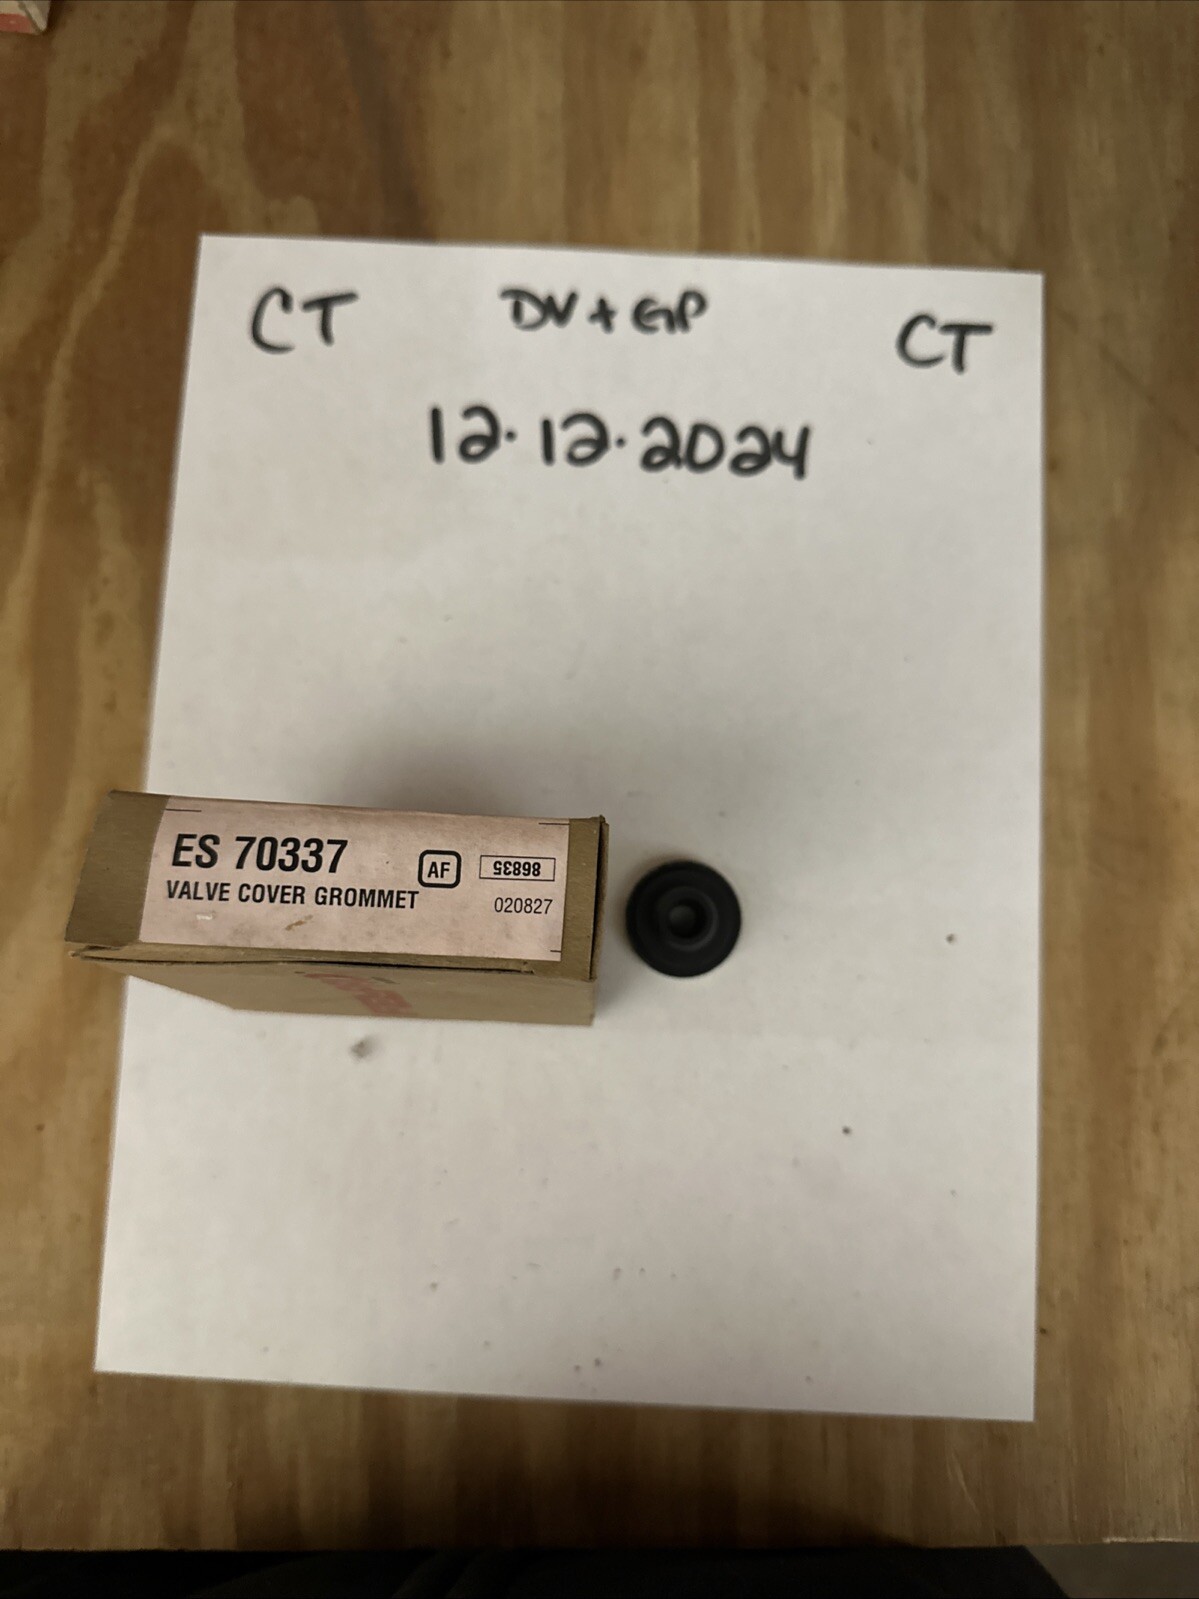 CT DV + GP CT
12.12.2024
ES 70337 AF 86835
VALVE COVER GROMMET 020827